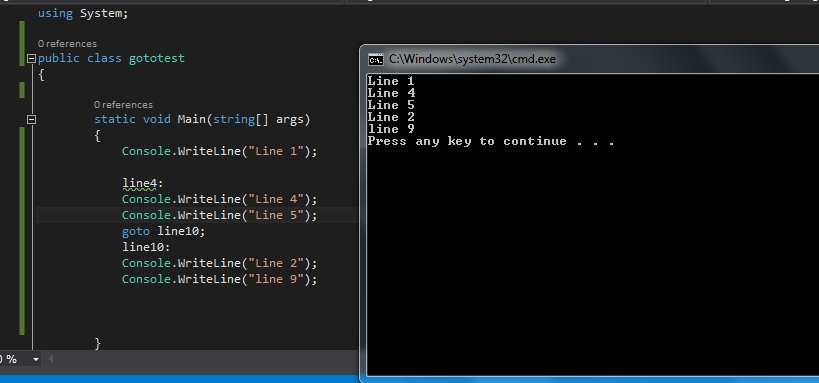 using System;
0 references
public class gototest
{
0 references
static void Main(string[] args)
{
Console.WriteLine("Line 1");
line4:
Console.WriteLine("Line 4");
Console.WriteLine("Line 5");
goto line10;
line10:
Console.WriteLine("Line 2");
Console.WriteLine("line 9");
}
0 %
C:\Windows\system32\cmd.exe
Line 1
Line 4
Line 5
Line 2
line 9
Press any key to continue . . .